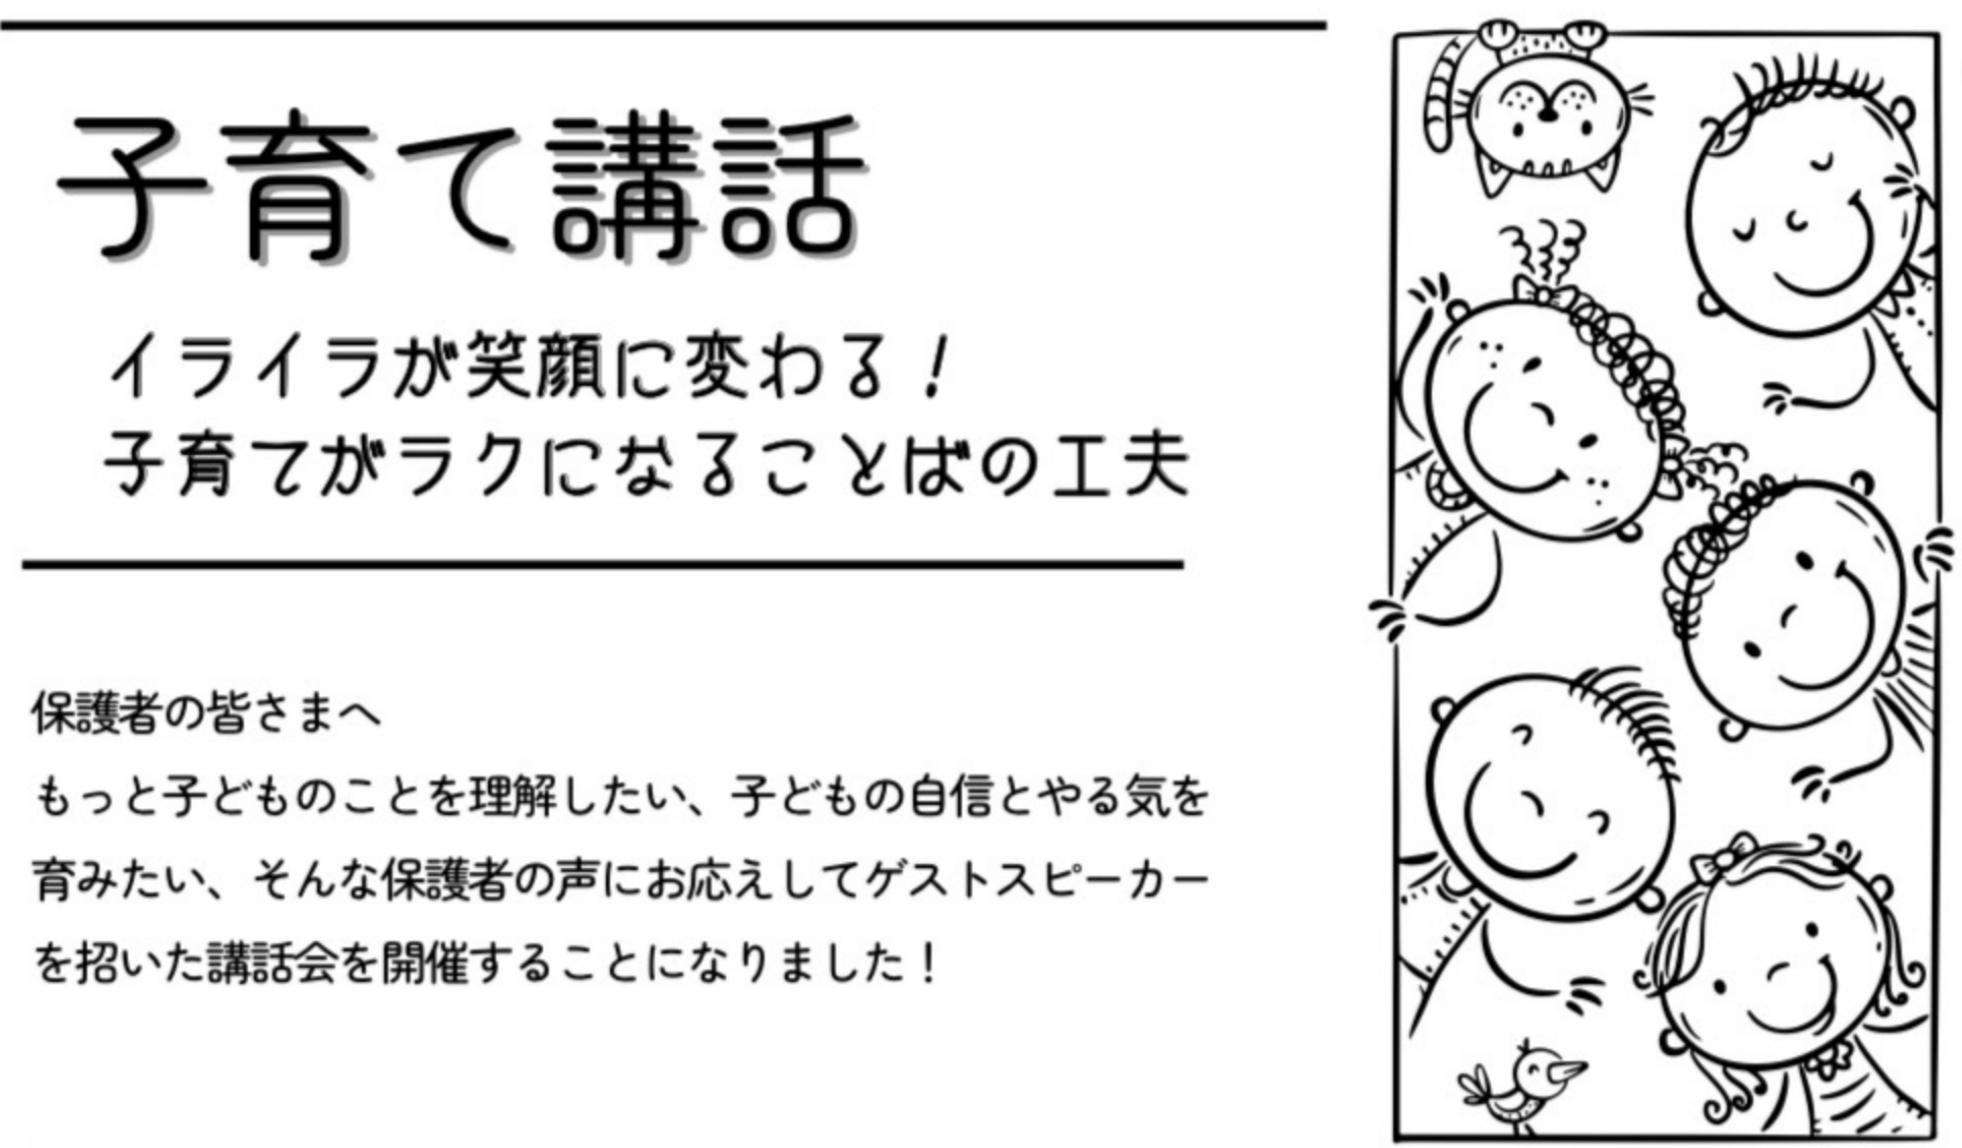 子育て講話
イライラが笑顔に変わる！
子育てがラクになることばの工夫
保護者の皆さまへ
もっと子どものことを理解したい、子どもの自信とやる気を
育みたい、そんな保護者の声にお応えしてゲストスピーカー
を招いた講話会を開催することになりました！